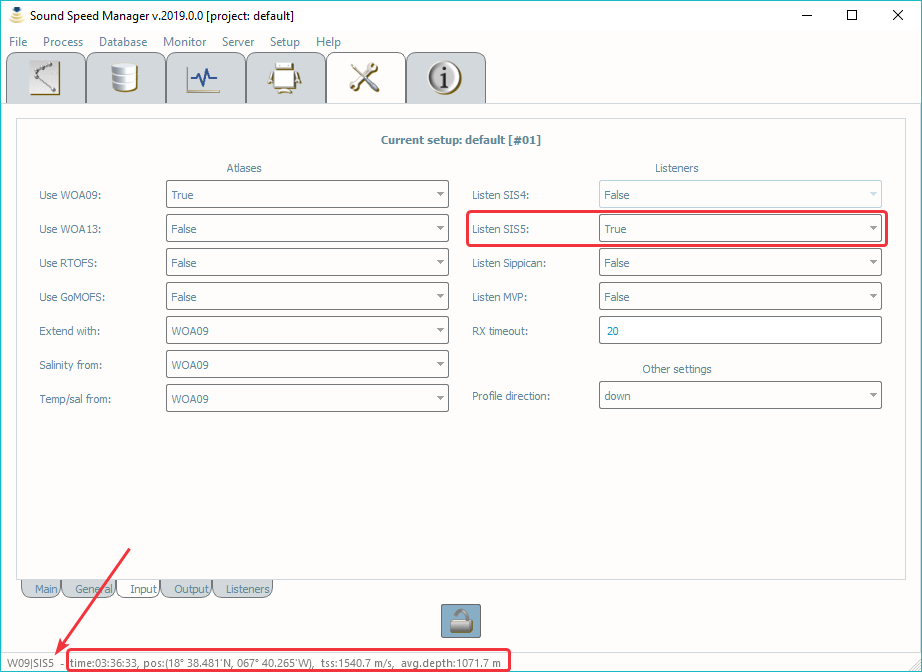 Sound Speed Manager v.2019.0.0 [project: default]
File Process Database Monitor Server Setup Help
Current setup: default [#01]
Atlases
Use WOA09: True
Use WOA13: False
Use RTOFS: False
Use GoMOFS: False
Extend with: WOA09
Salinity from: WOA09
Temp/sal from: WOA09
Listeners
Listen SIS4: False
Listen SIS5: True
Listen Sippican: False
Listen MVP: False
RX timeout: 20
Other settings
Profile direction: down
Main General Input Output Listeners
W09|SIS5 - time:03:36:33, pos:(18° 38.481'N, 067° 40.265'W), tss:1540.7 m/s, avg.depth:1071.7 m